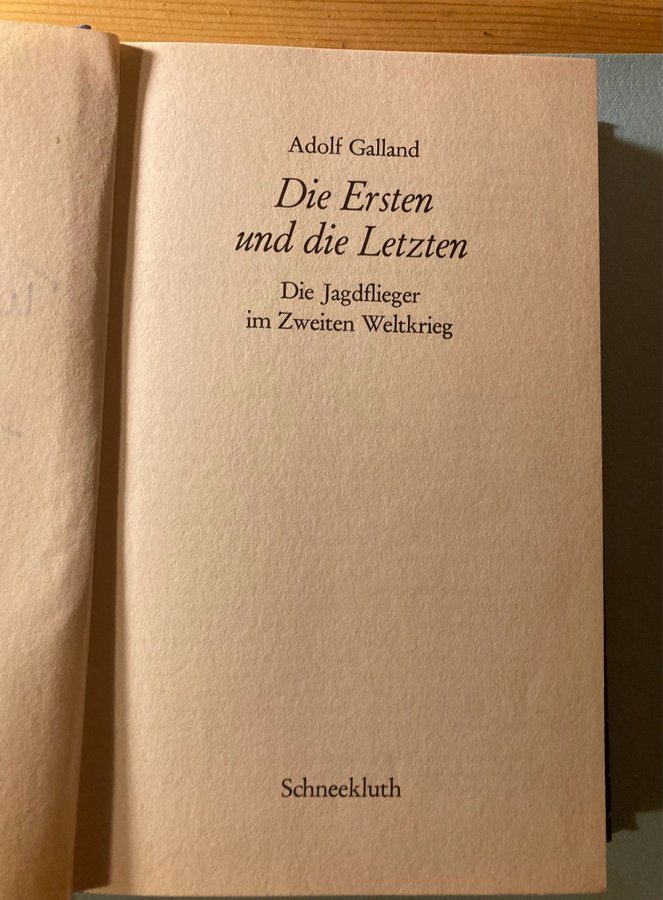 Adolf Galland
Die Ersten
und die Letzten
Die Jagdflieger
im Zweiten Weltkrieg
Schneekluth